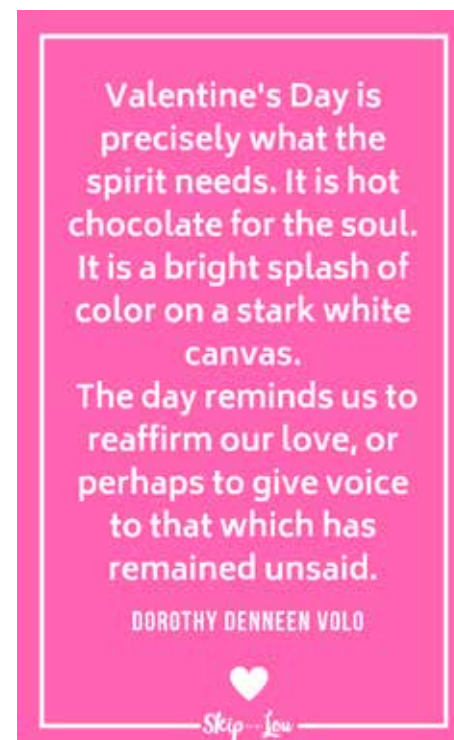 Valentine's Day is
precisely what the
spirit needs. It is hot
chocolate for the soul.
It is a bright splash of
color on a stark white
canvas.
The day reminds us to
reaffirm our love, or
perhaps to give voice
to that which has
remained unsaid.
DOROTHY DENNEEN VOLO
Skip to my Lou